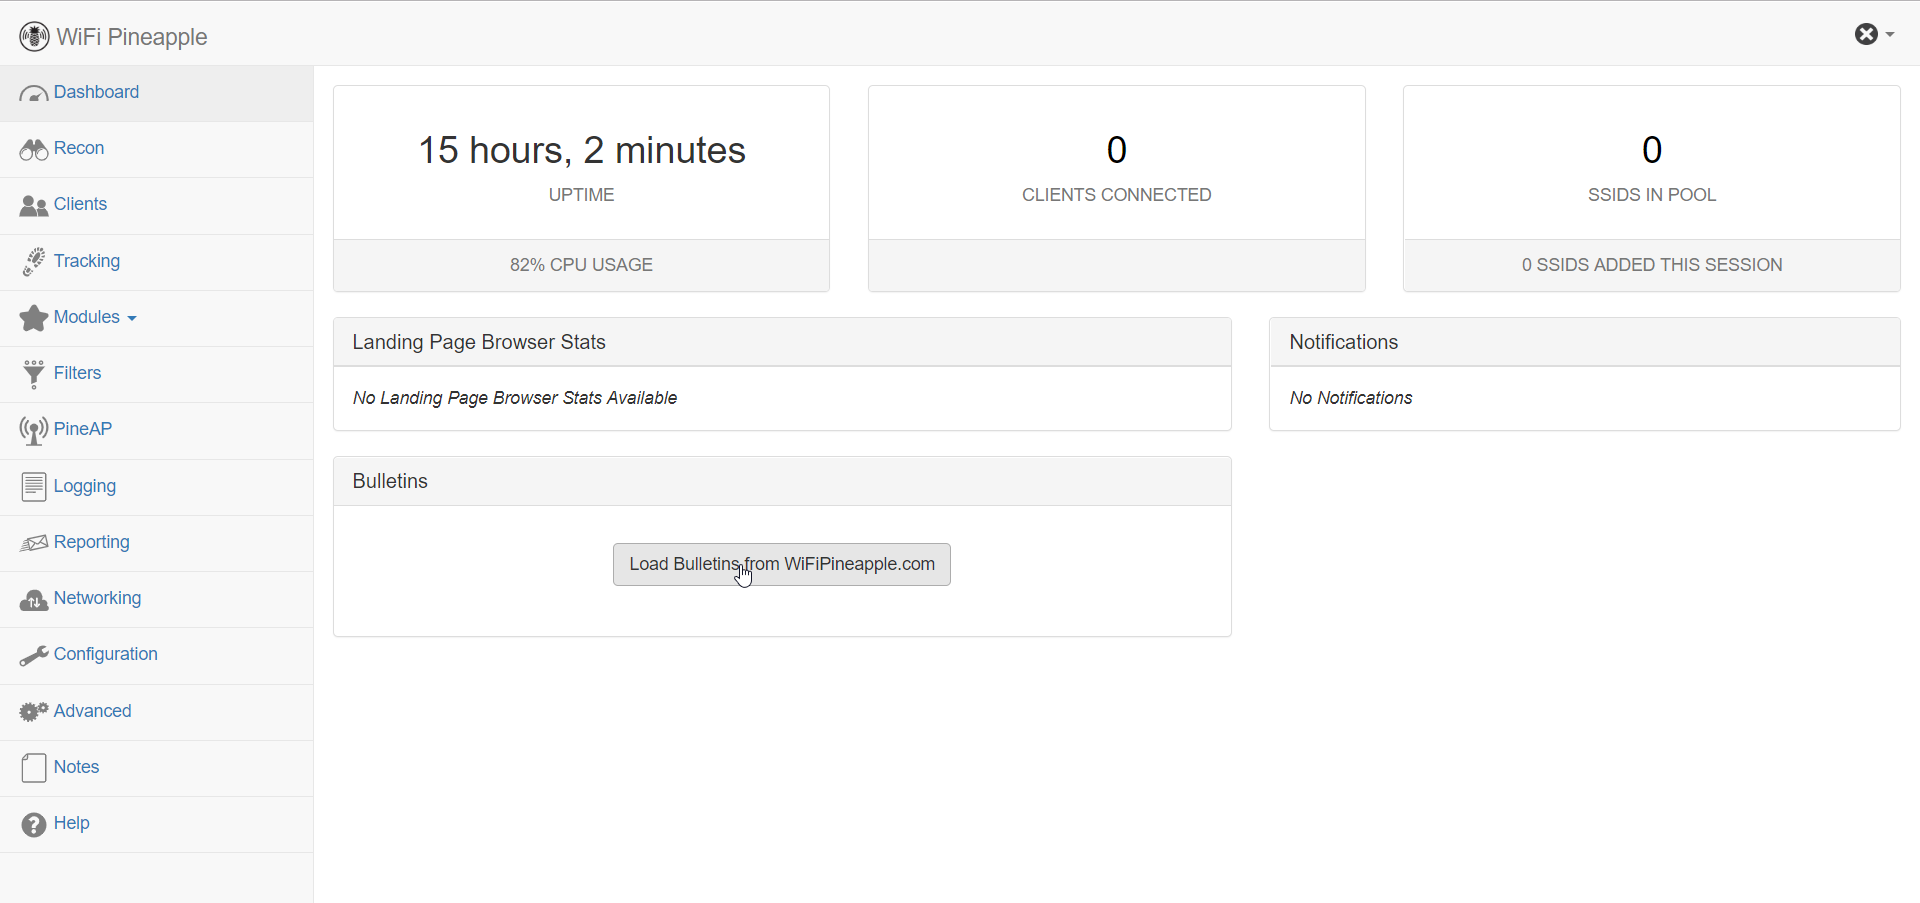 WiFi Pineapple
Dashboard
Recon
Clients
Tracking
Modules
Filters
PineAP
Logging
Reporting
Networking
Configuration
Advanced
Notes
Help
15 hours, 2 minutes
UPTIME
82% CPU USAGE
0
CLIENTS CONNECTED
0
SSIDS IN POOL
0 SSIDS ADDED THIS SESSION
Landing Page Browser Stats
No Landing Page Browser Stats Available
Notifications
No Notifications
Bulletins
Load Bulletins from WiFiPineapple.com